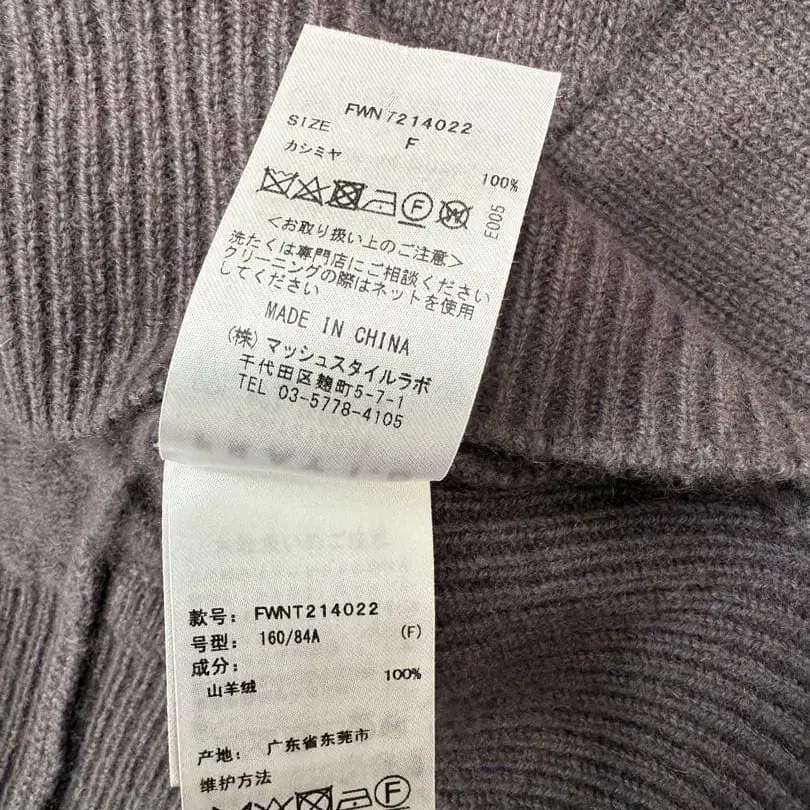 FWNT214022
SIZE F
カシミヤ 100%
F W
E005
<お取り扱い上のご注意>
洗たくは専門店にご相談ください
クリーニングの際はネットを使用
してください
MADE IN CHINA
(株)マッシュスタイルラボ
千代田区麹町5-7-1
TEL 03-5778-4105
款号: FWNT214022
号型: 160/84A (F)
成分:
山羊绒 100%
产地: 广东省东莞市
维护方法
F